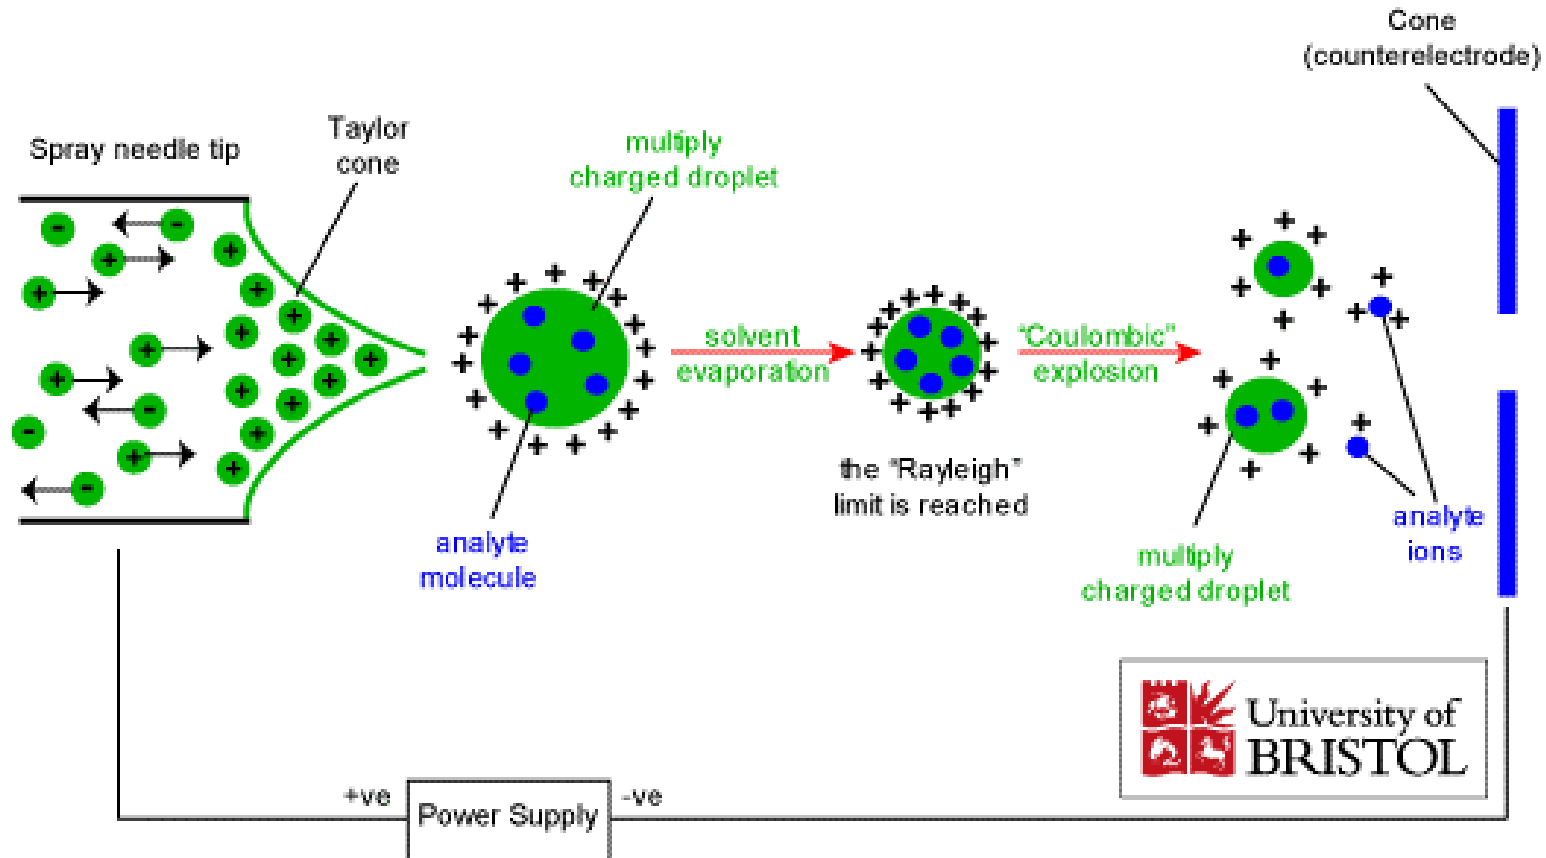 Cone
(counterelectrode)
Spray needle tip
Taylor
cone
multiply
charged droplet
solvent
evaporation
“Coulombic”
explosion
the “Rayleigh”
limit is reached
analyte
molecule
multiply
charged droplet
analyte
ions
University of
BRISTOL
+ve
Power Supply
-ve